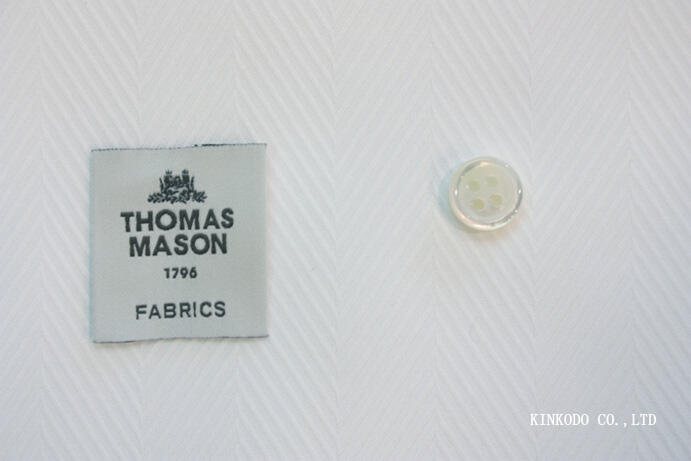 THOMAS
MASON
1796
FABRICS
KINKODO CO.,LTD